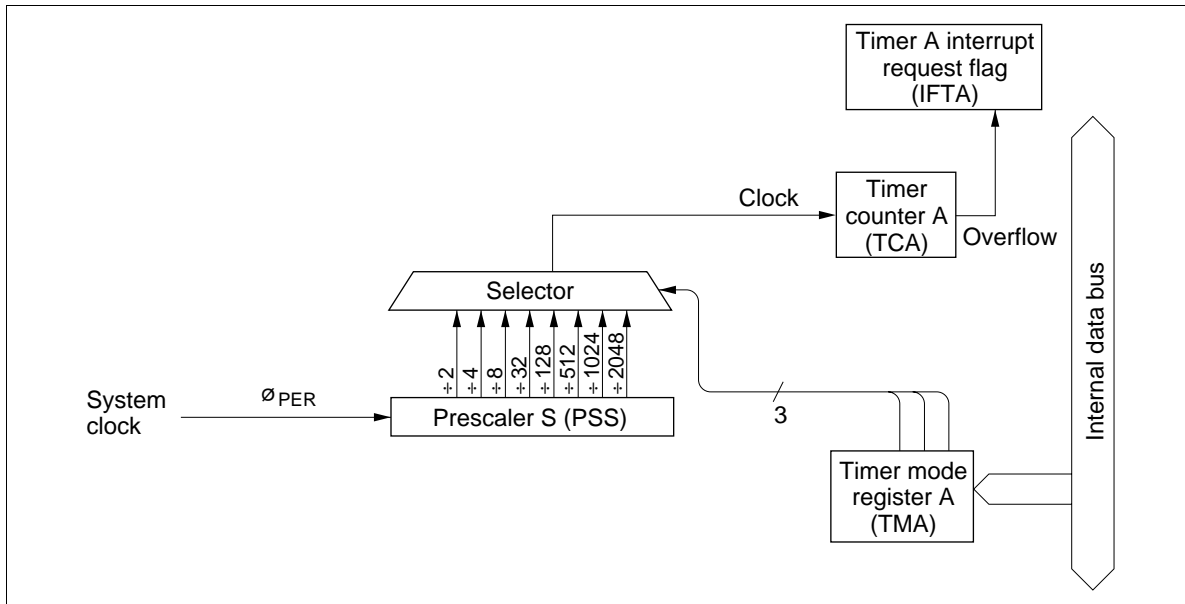 Timer A interrupt
request flag
(IFTA)
Clock
Timer
counter A
(TCA)
Overflow
Selector
÷2
÷4
÷8
÷32
÷128
÷512
÷1024
÷2048
Internal data bus
System
clock
Ø PER
Prescaler S (PSS)
3
Timer mode
register A
(TMA)